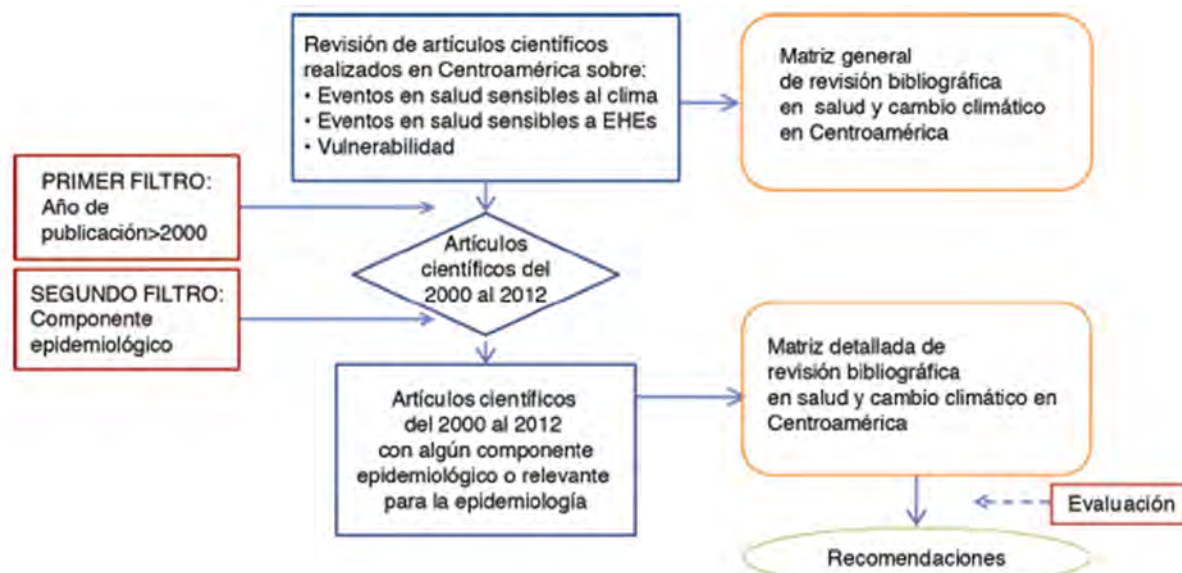 Revisión de artículos científicos
realizados en Centroamérica sobre:
• Eventos en salud sensibles al clima
• Eventos en salud sensibles a EHEs
• Vulnerabilidad
Matriz general
de revisión bibliográfica
en salud y cambio climático
en Centroamérica
PRIMER FILTRO:
Año de
publicación>2000
Artículos
científicos del
2000 al 2012
SEGUNDO FILTRO:
Componente
epidemiológico
Artículos científicos
del 2000 al 2012
con algún componente
epidemiológico o relevante
para la epidemiología
Matriz detallada de
revisión bibliográfica
en salud y cambio climático en
Centroamérica
Evaluación
Recomendaciones